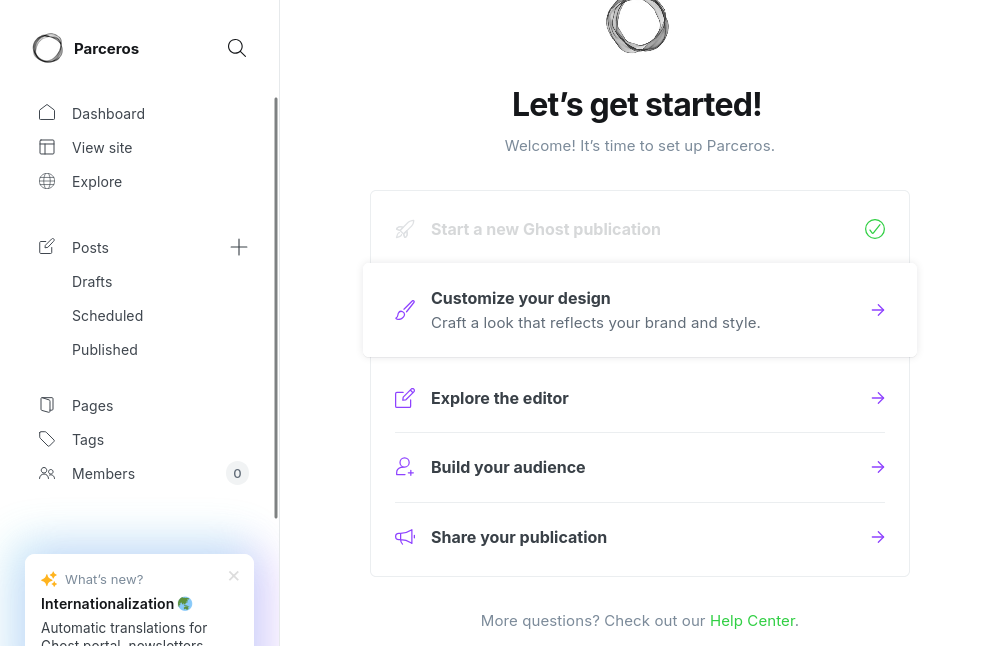 Parceros
Dashboard
View site
Explore
Posts
Drafts
Scheduled
Published
Pages
Tags
Members
0
What's new?
Internationalization
Automatic translations for
Ghost portal, newsletters
Let's get started!
Welcome! It's time to set up Parceros.
Start a new Ghost publication
Customize your design
Craft a look that reflects your brand and style.
Explore the editor
Build your audience
Share your publication
More questions? Check out our Help Center.